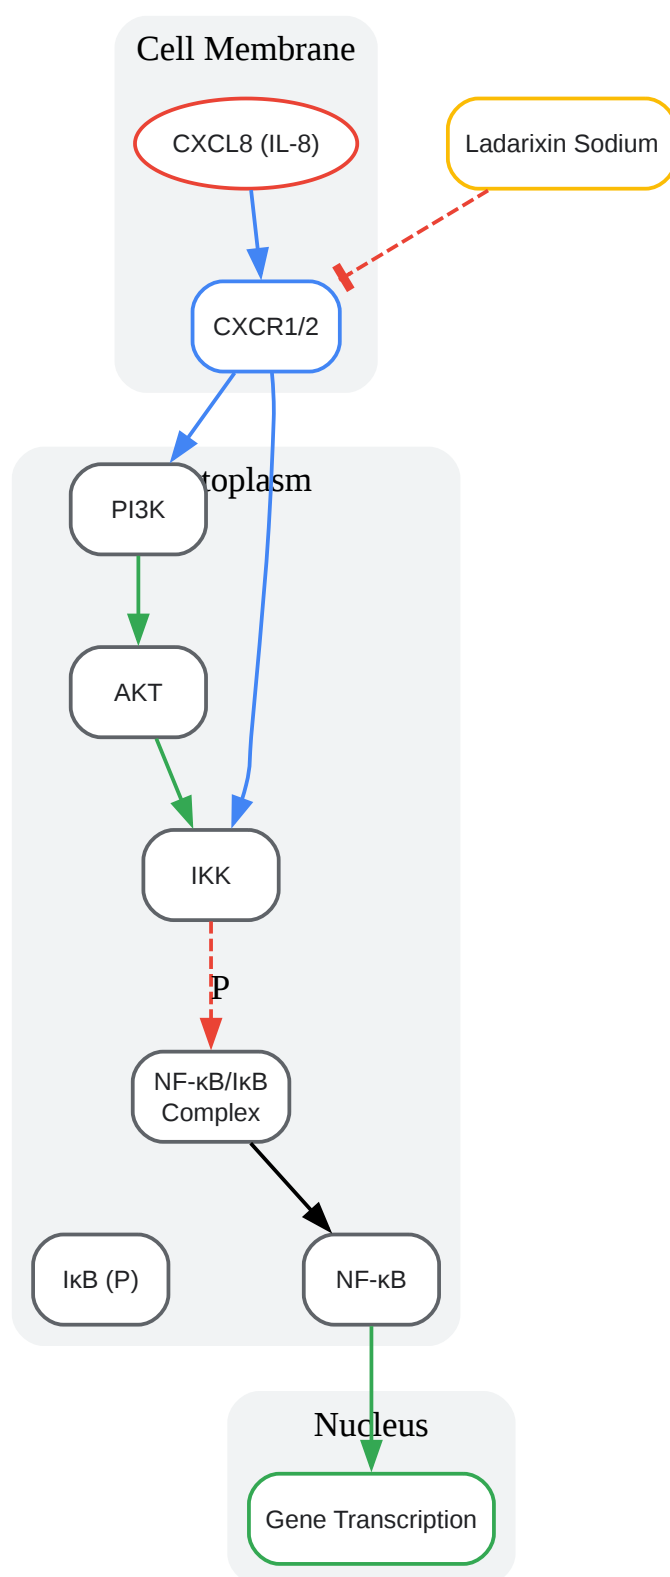 Cell Membrane
CXCL8 (IL-8)
Ladarixin Sodium
CXCR1/2
toplasm
PI3K
AKT
IKK
P
NF-κB/IκB
Complex
IκB (P)
NF-κB
Nucleus
Gene Transcription